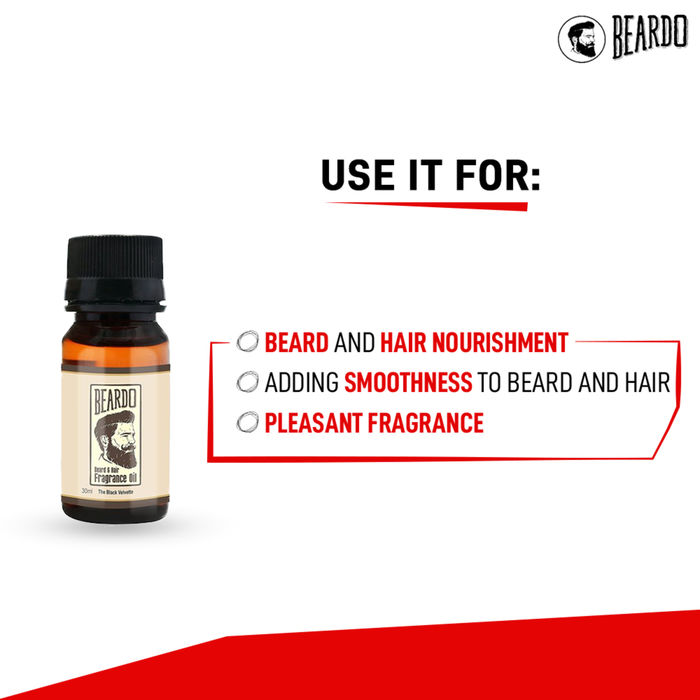 BEARDO
USE IT FOR:
BEARD AND HAIR NOURISHMENT
ADDING SMOOTHNESS TO BEARD AND HAIR
PLEASANT FRAGRANCE
BEARDO
Beard & Hair
Fragrance Oil
30ml The Black Velvette